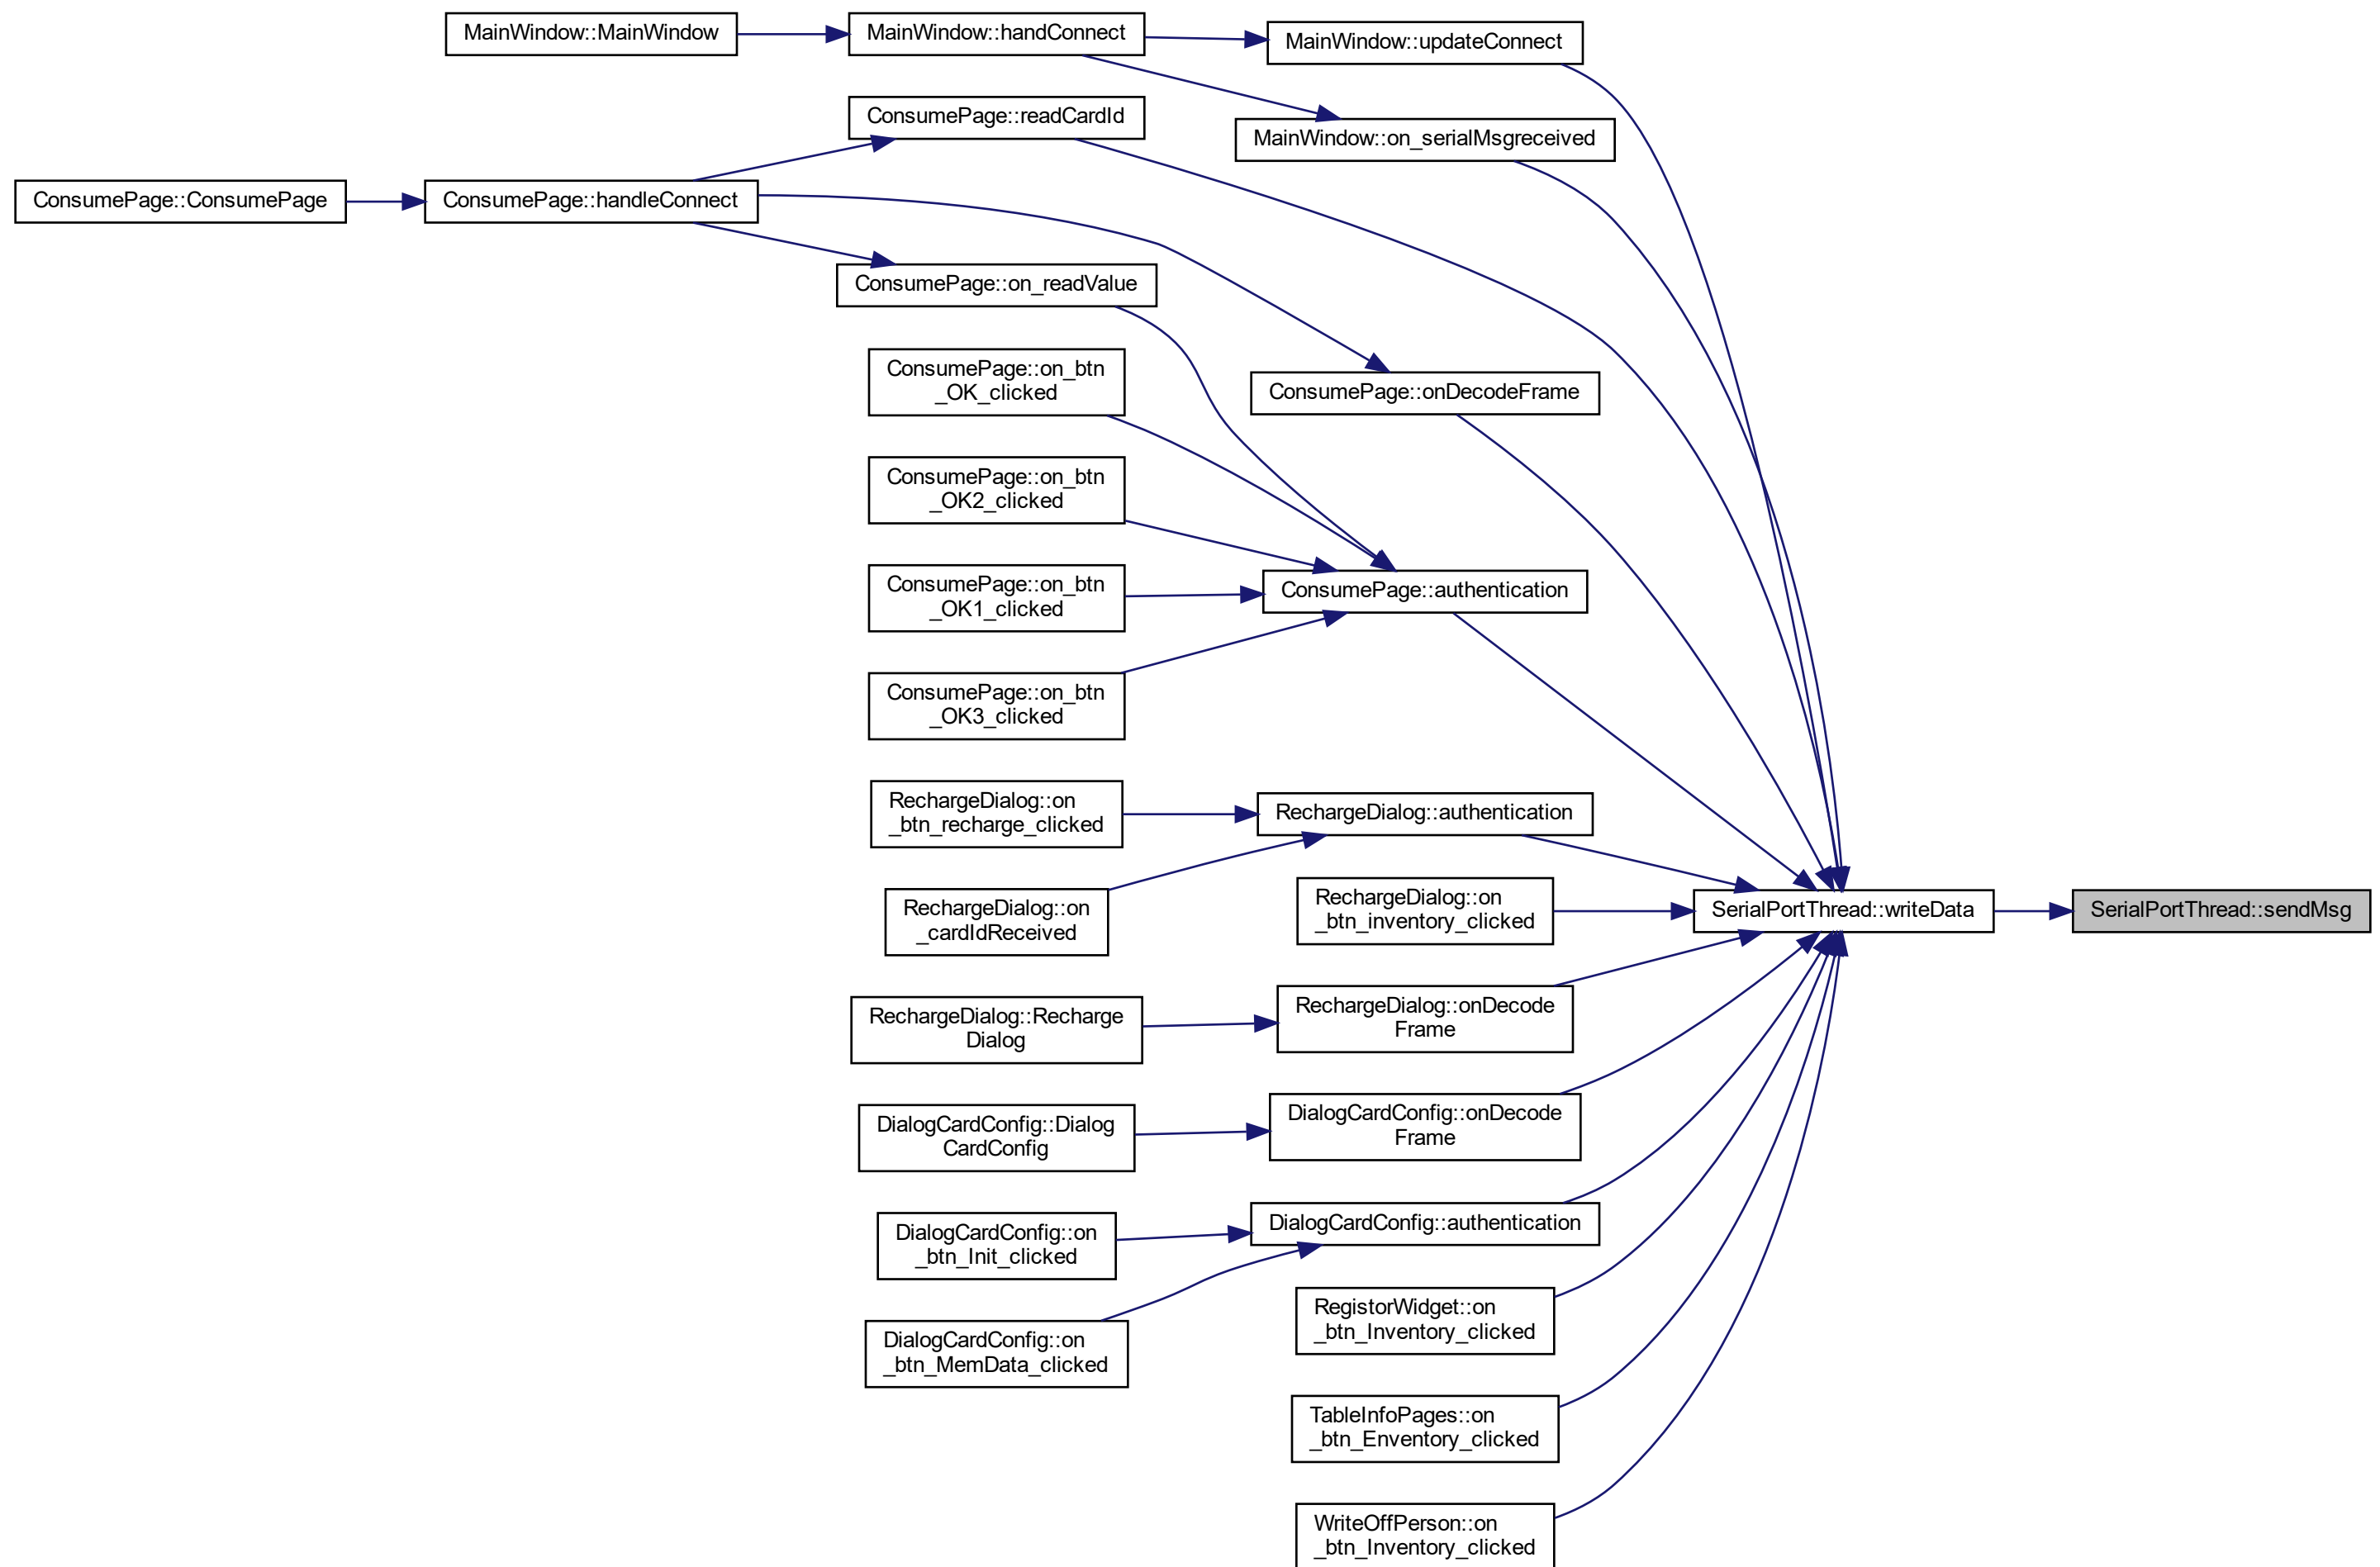 MainWindow::MainWindow
MainWindow::handConnect
MainWindow::updateConnect
ConsumePage::readCardId
MainWindow::on_serialMsgreceived
ConsumePage::ConsumePage
ConsumePage::handleConnect
ConsumePage::on_readValue
ConsumePage::on_btn
_OK_clicked
ConsumePage::onDecodeFrame
ConsumePage::on_btn
_OK2_clicked
ConsumePage::on_btn
_OK1_clicked
ConsumePage::authentication
ConsumePage::on_btn
_OK3_clicked
RechargeDialog::on
_btn_recharge_clicked
RechargeDialog::authentication
RechargeDialog::on
_cardIdReceived
RechargeDialog::on
_btn_inventory_clicked
SerialPortThread::writeData
SerialPortThread::sendMsg
RechargeDialog::Recharge
Dialog
RechargeDialog::onDecode
Frame
DialogCardConfig::Dialog
CardConfig
DialogCardConfig::onDecode
Frame
DialogCardConfig::on
_btn_Init_clicked
DialogCardConfig::authentication
DialogCardConfig::on
_btn_MemData_clicked
RegistorWidget::on
_btn_Inventory_clicked
TableInfoPages::on
_btn_Enventory_clicked
WriteOffPerson::on
_btn_Inventory_clicked